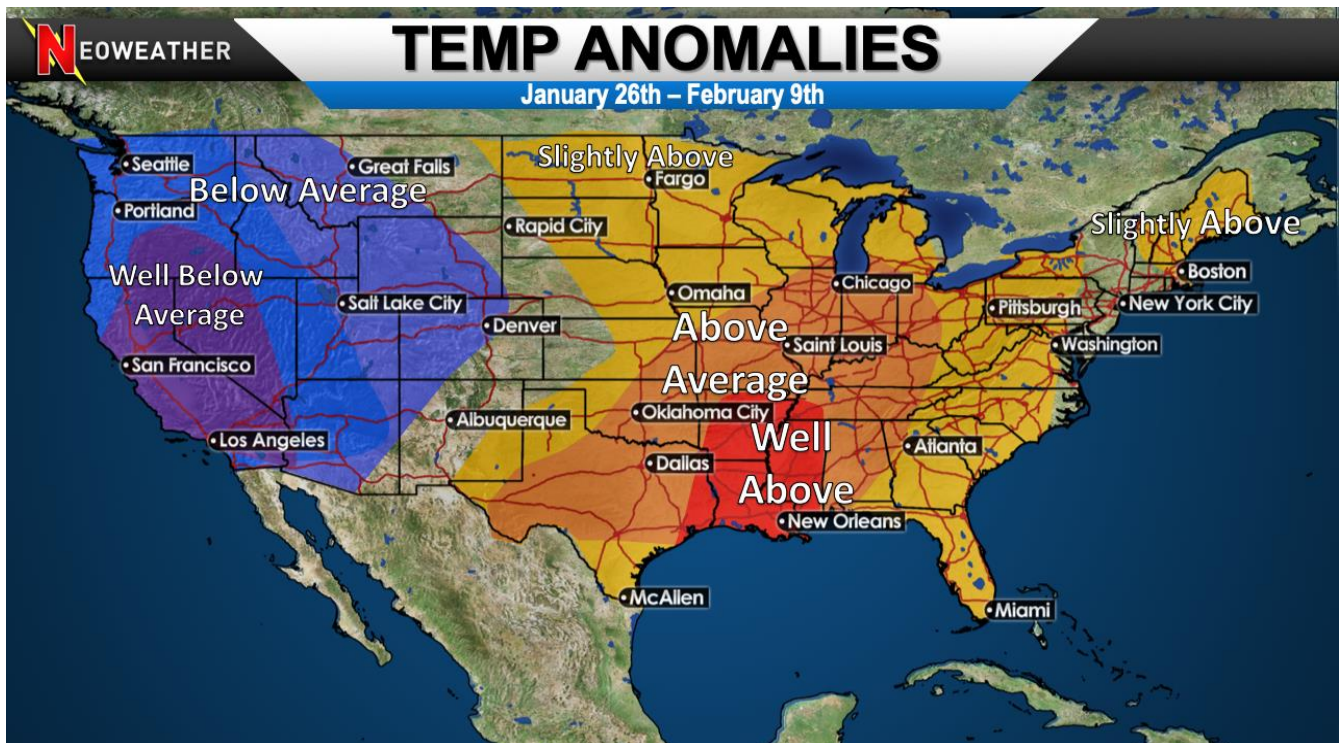 NEOWEATHER
TEMP ANOMALIES
January 26th – February 9th
Seattle
Great Falls
Slightly Above
Fargo
Below Average
Portland
Rapid City
Slightly Above
Well Below
Average
Boston
Salt Lake City
Omaha
Chicago
New York City
Pittsburgh
Denver
Above
Saint Louis
Washington
San Francisco
Average
Albuquerque
Oklahoma City
Los Angeles
Well
Atlanta
Dallas
Above
New Orleans
McAllen
Miami